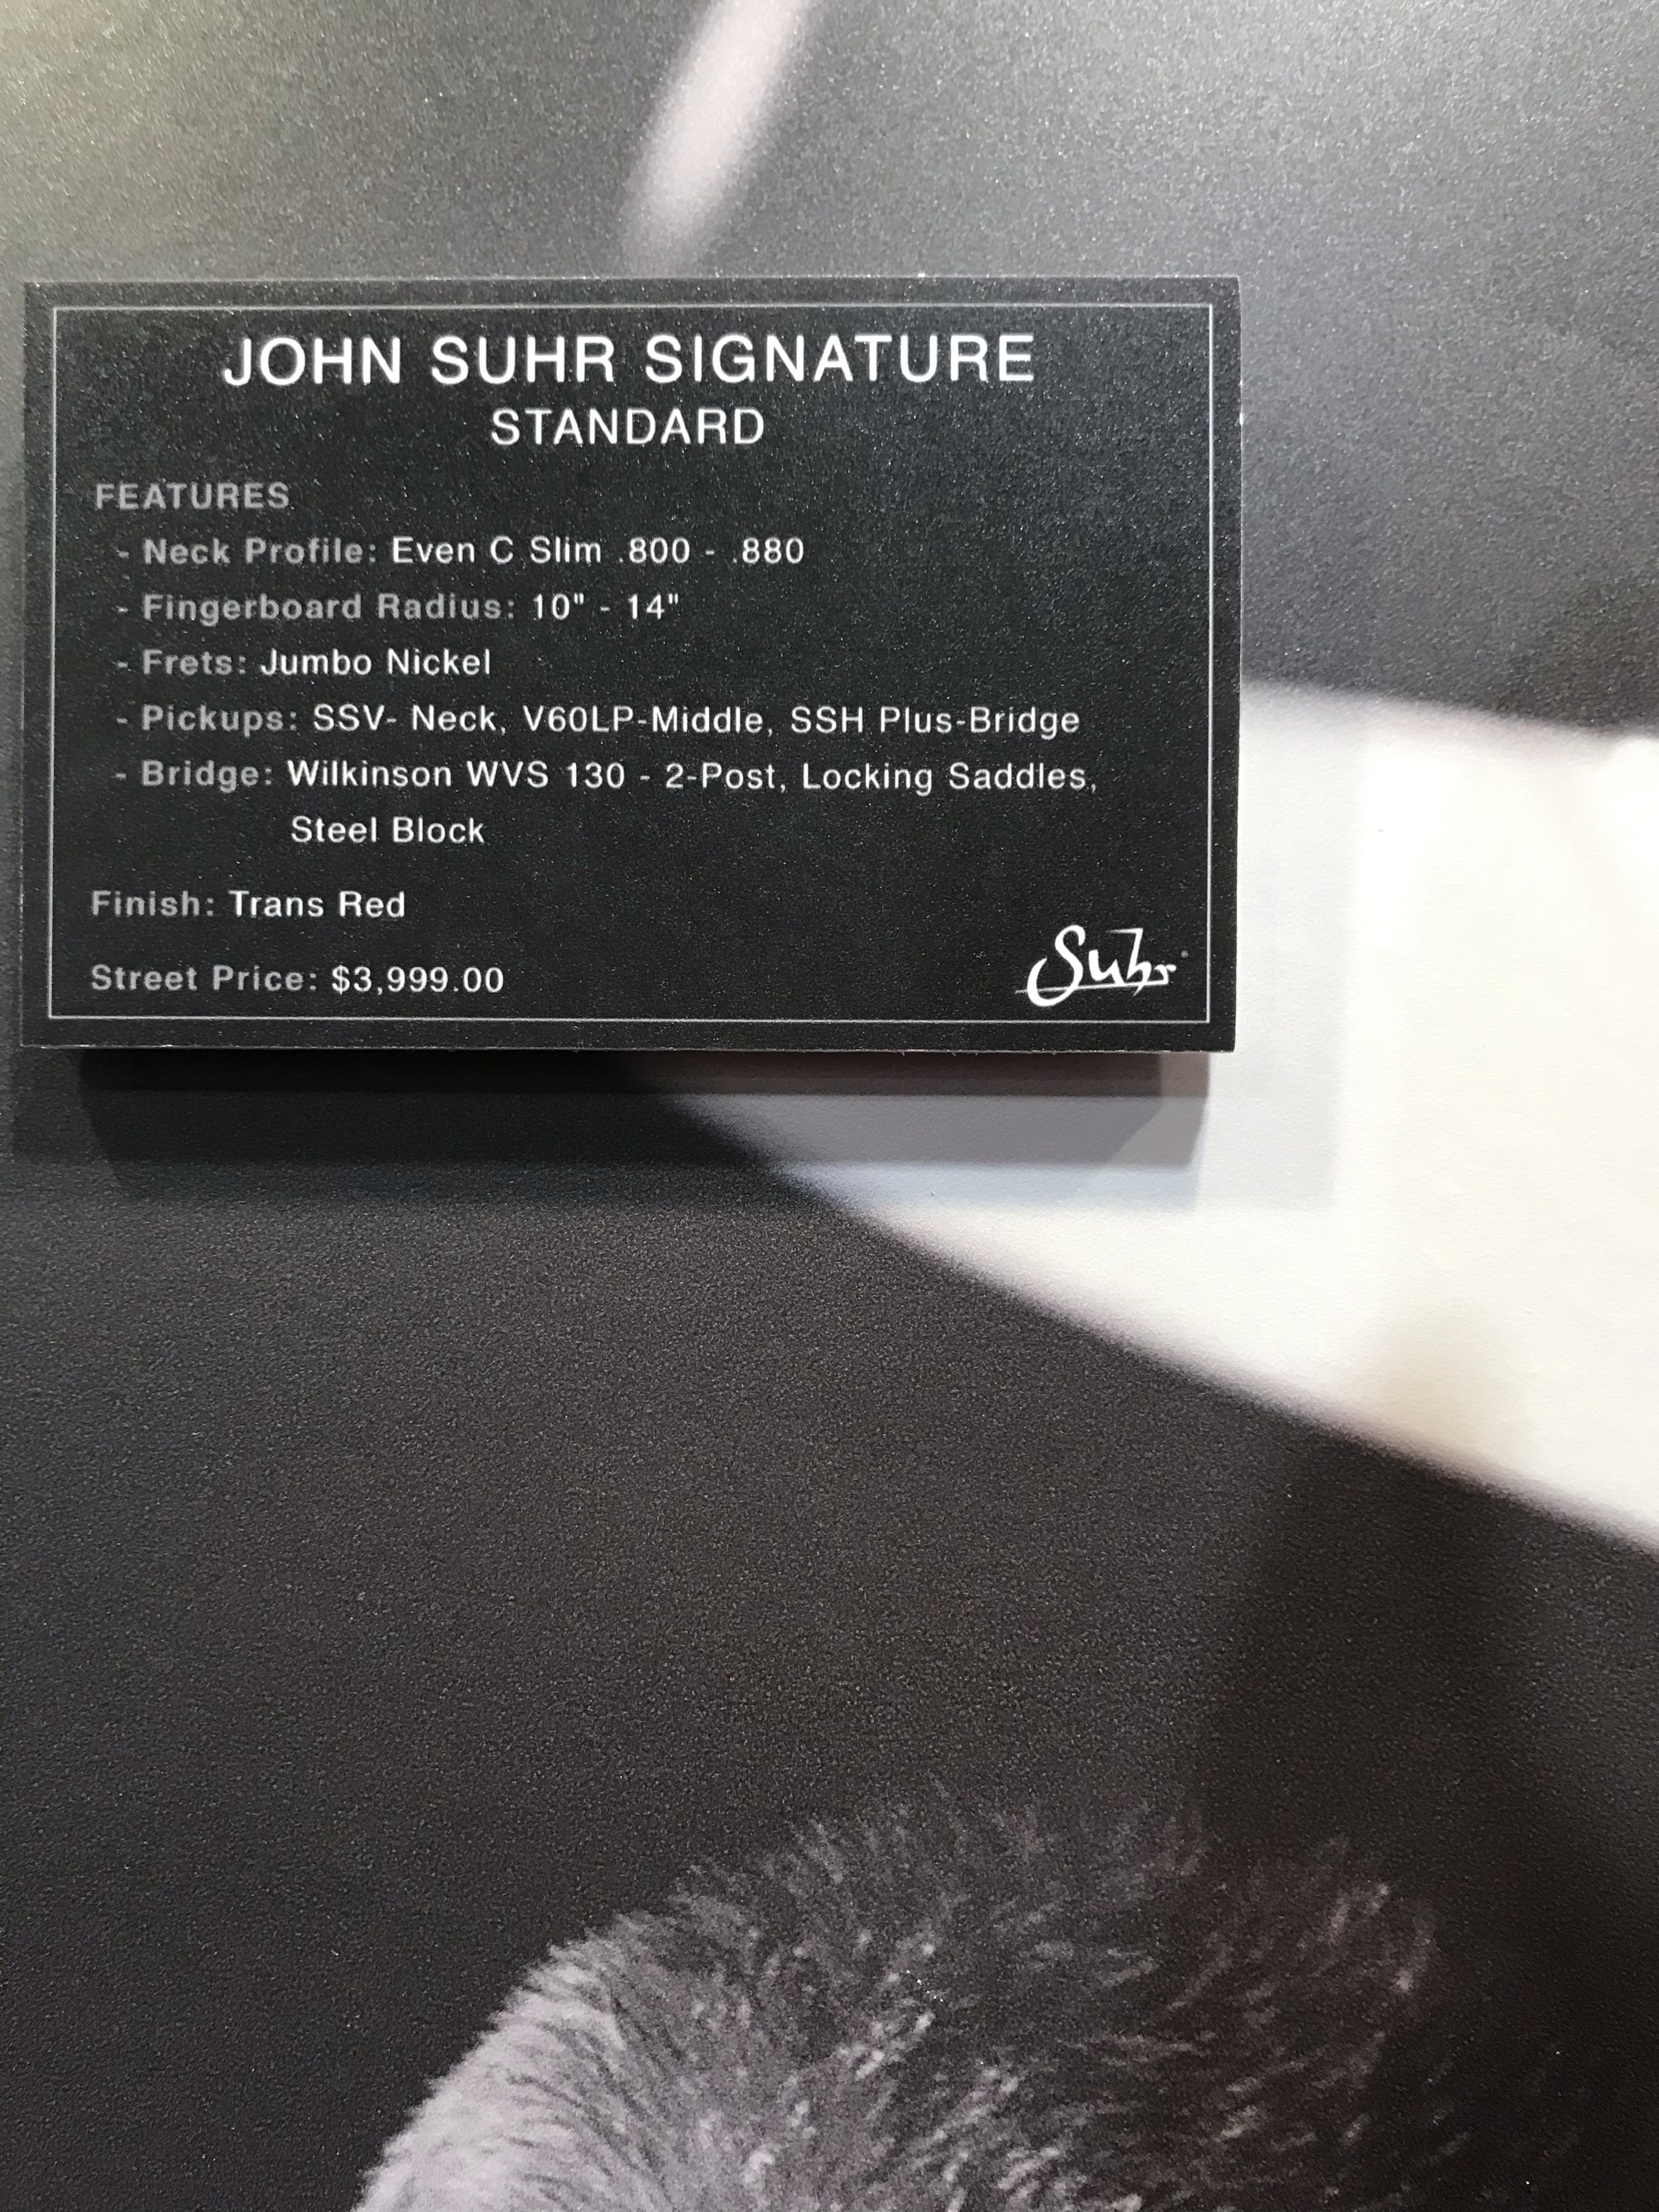 JOHN SUHR SIGNATURE
STANDARD
FEATURES
- Neck Profile: Even C Slim .800 - .880
- Fingerboard Radius: 10" - 14"
- Frets: Jumbo Nickel
- Pickups: SSV- Neck, V60LP-Middle, SSH Plus-Bridge
- Bridge: Wilkinson WVS 130 - 2-Post, Locking Saddles,
Steel Block
Finish: Trans Red
Street Price: $3,999.00
Suhr